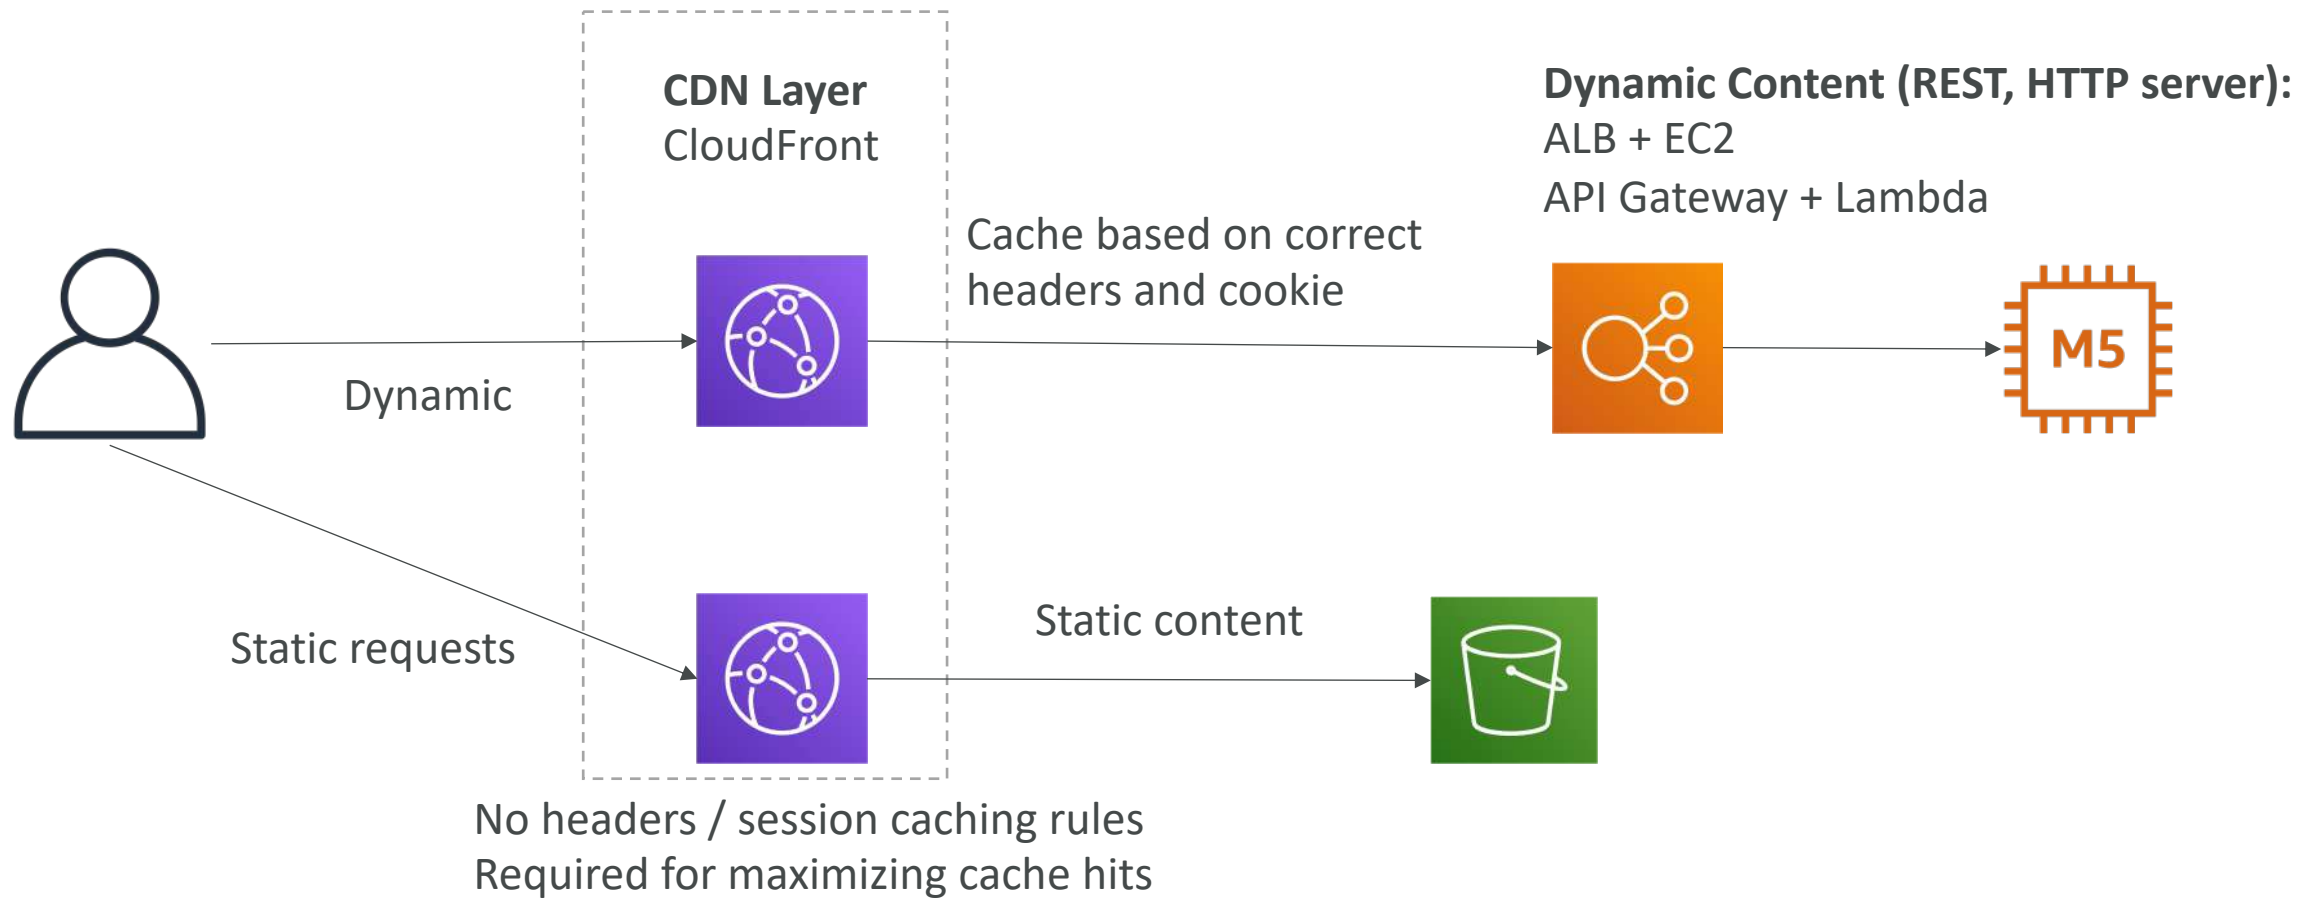 CDN Layer
CloudFront
Dynamic Content (REST, HTTP server):
ALB + EC2
API Gateway + Lambda
Cache based on correct
headers and cookie
M5
Dynamic
Static requests
Static content
No headers / session caching rules
Required for maximizing cache hits